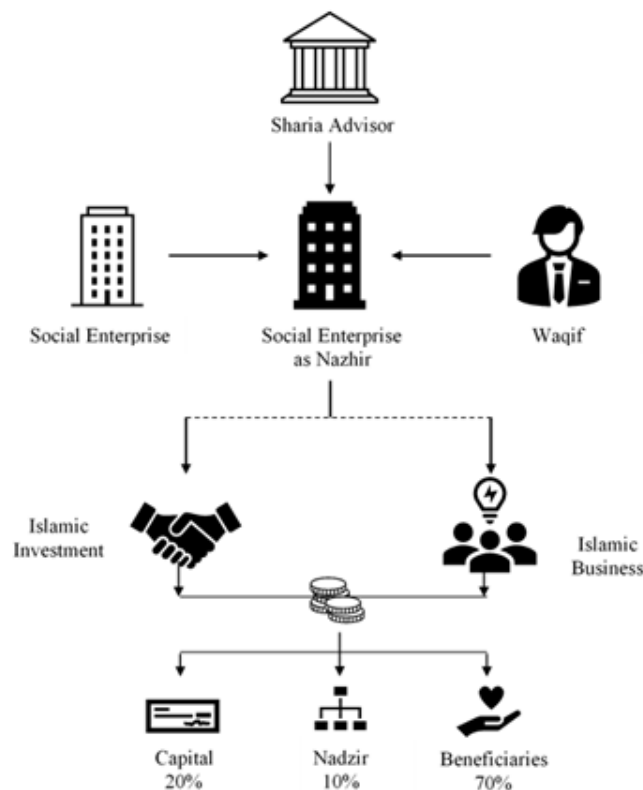 Sharia Advisor
Social Enterprise
Social Enterprise
as Nazhir
Waqif
Islamic
Investment
Islamic
Business
Capital
20%
Nadzir
10%
Beneficiaries
70%